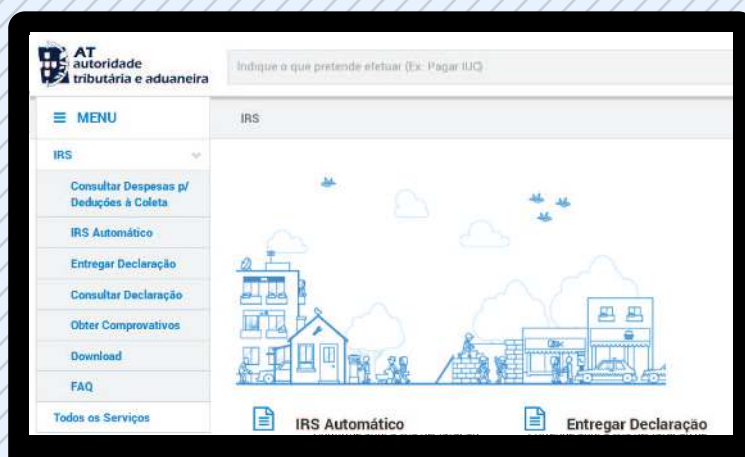 AT
autoridade
tributária e aduaneira
Indique o que pretende efetuar (Ex: Pagar IUC)
MENU
IRS
IRS
Consultar Despesas p/
Deduções à Coleta
IRS Automático
Entregar Declaração
Consultar Declaração
Obter Comprovativos
Download
FAQ
Todos os Serviços
IRS Automático
Entregar Declaração